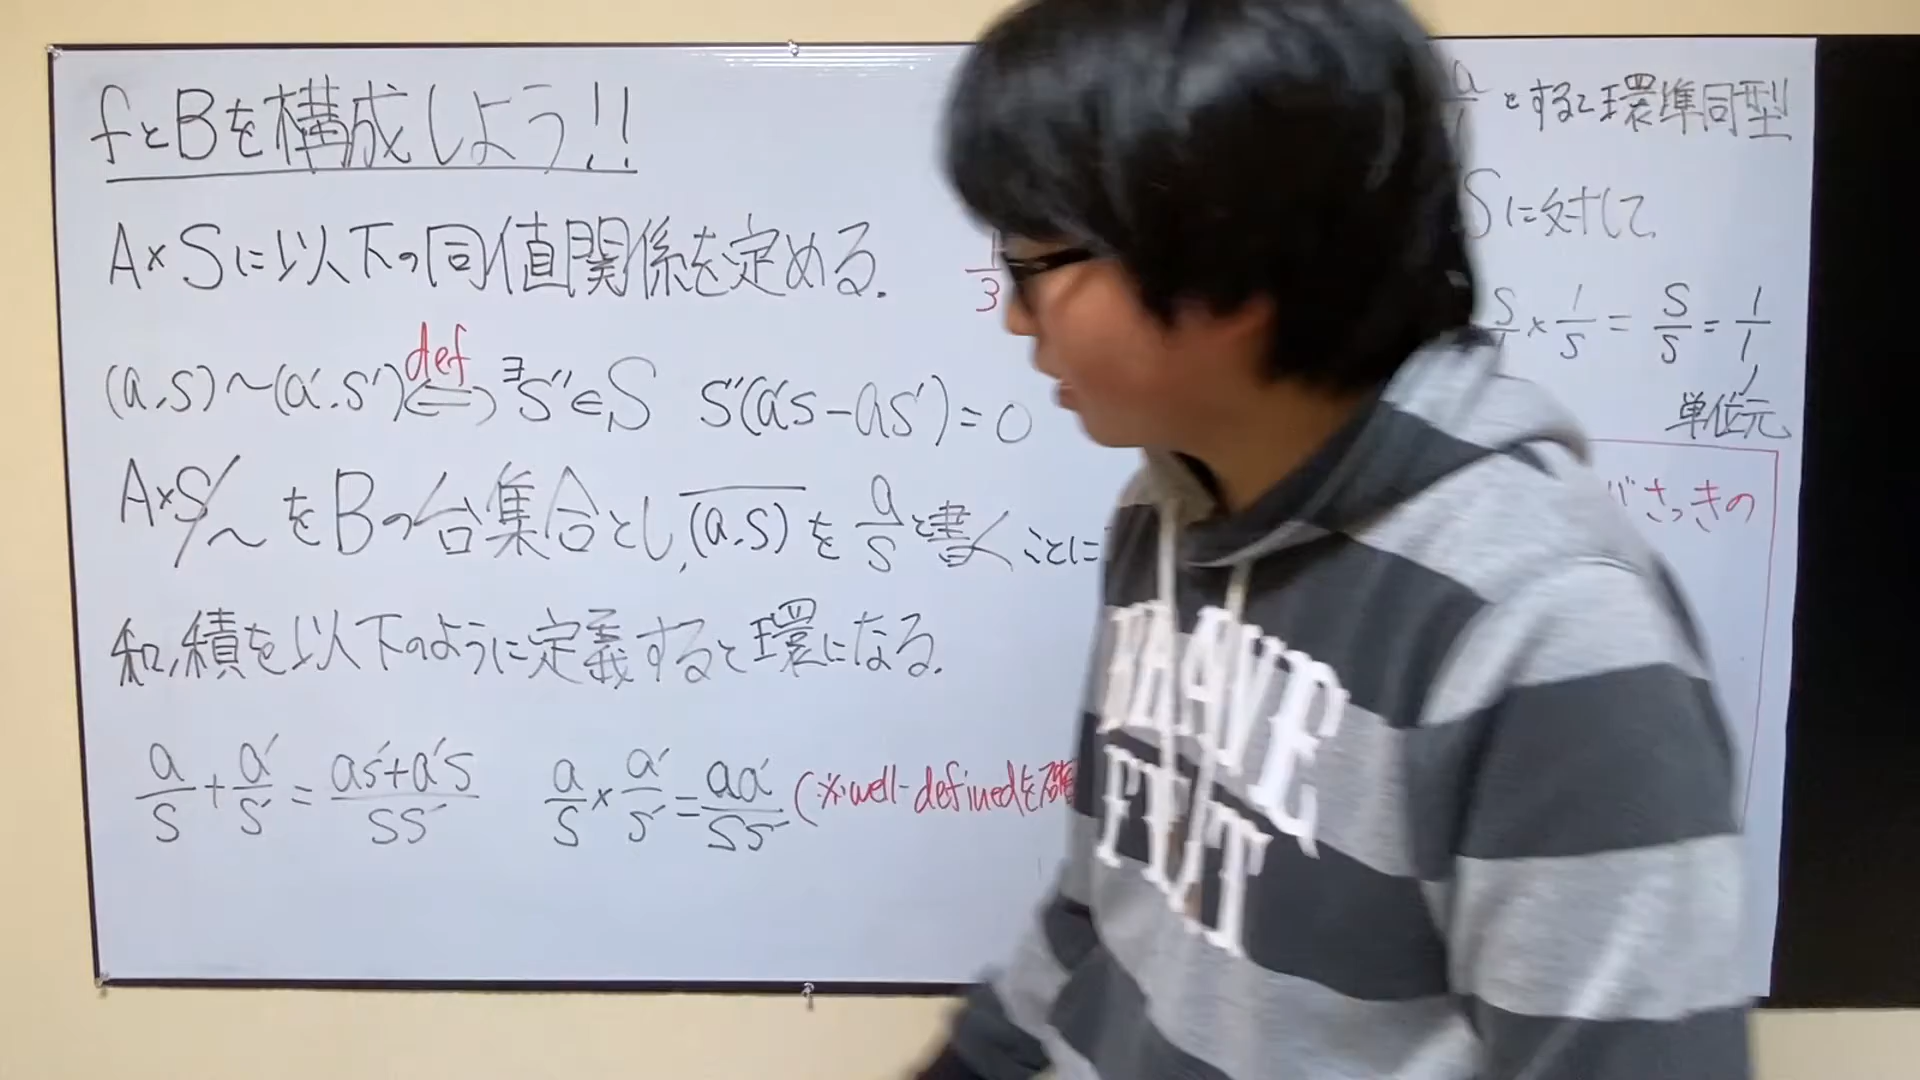 fとBを構成しよう!!
A×Sに以下の同値関係を定める.
(a,s)~(a',s') def⇔ ∃s''∈S s''(a's-as')=0
A×S/~ をBの台集合とし,(a,s)を a/s と書くことに
和,積を以下のように定義すると環になる.
a/s + a'/s' = as'+a's/ss' a/s × a'/s' = aa'/ss' (※well-definedを確
1/3
とすると環準同型
Sに対して
× 1/s = s/s = 1/1
単位元
がさっきの
BRAVE